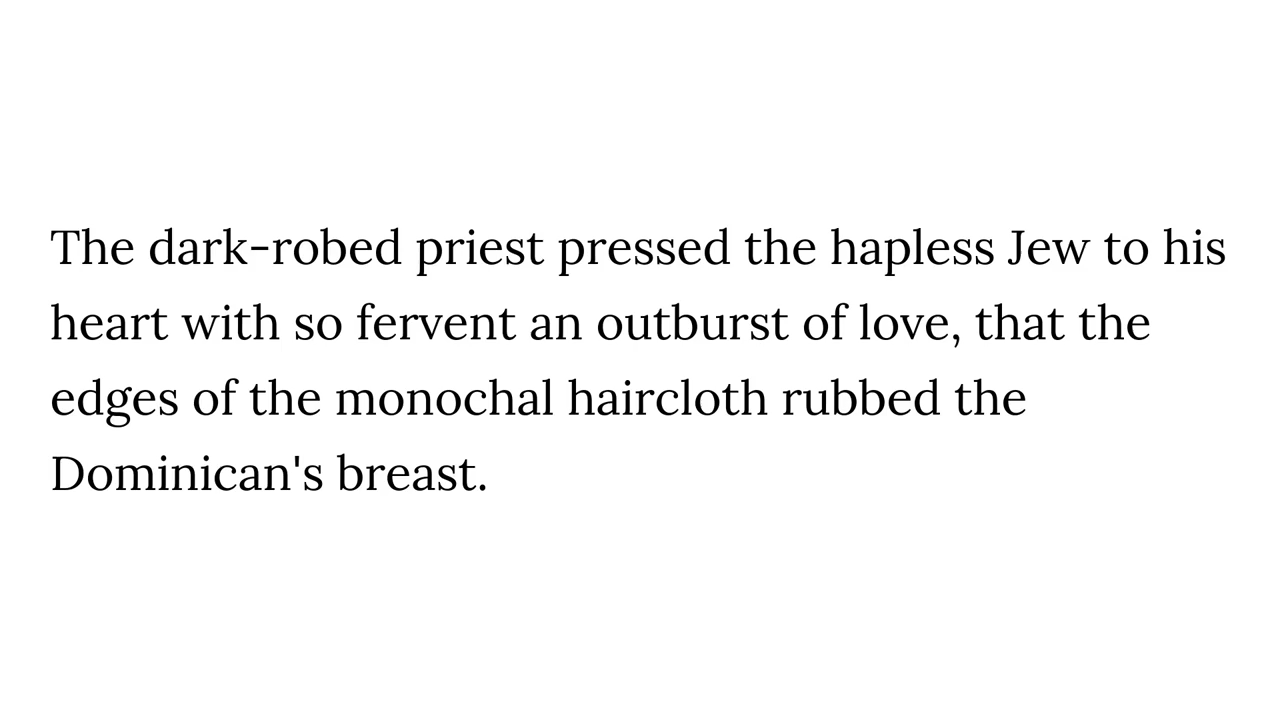 The dark-robed priest pressed the hapless Jew to his
heart with so fervent an outburst of love, that the
edges of the monochal haircloth rubbed the
Dominican's breast.